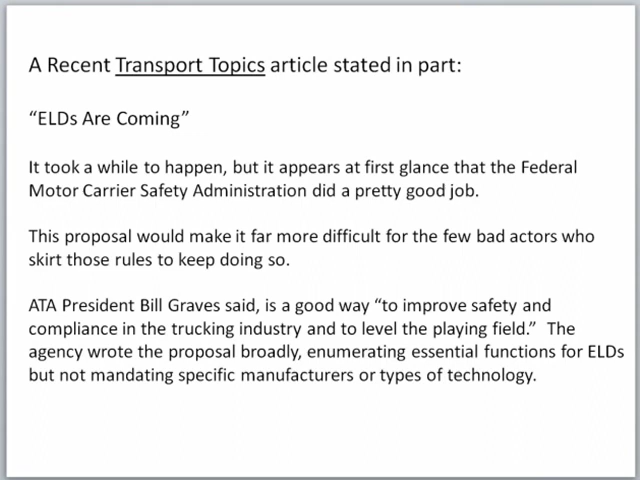 A Recent Transport Topics article stated in part:
“ELDs Are Coming”
It took a while to happen, but it appears at first glance that the Federal
Motor Carrier Safety Administration did a pretty good job.
This proposal would make it far more difficult for the few bad actors who
skirt those rules to keep doing so.
ATA President Bill Graves said, is a good way “to improve safety and
compliance in the trucking industry and to level the playing field.” The
agency wrote the proposal broadly, enumerating essential functions for ELDs
but not mandating specific manufacturers or types of technology.